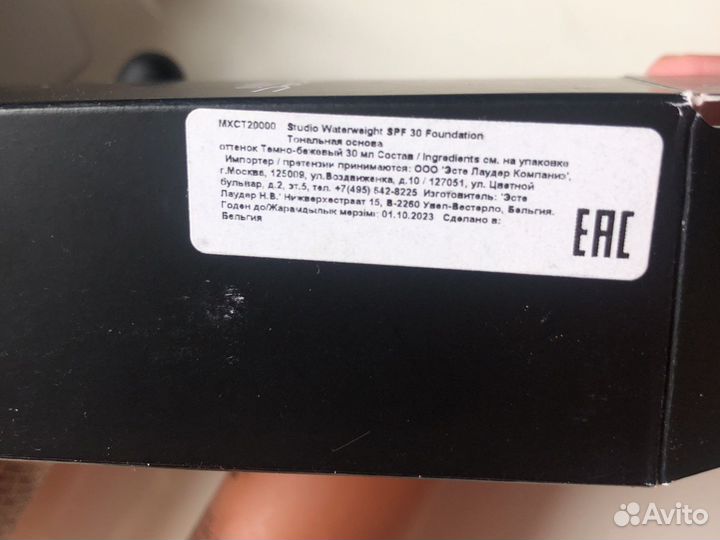 MXCT20000 Studio Waterweight SPF 30 Foundation
Тональная основа
оттенок Темно-бежевый 30 мл Состав / Ingredients см. на упаковке
Импортер / претензии принимаются: ООО 'Эсте Лаудер Компаниз',
г.Москва, 125009, ул.Воздвиженка, д.10 / 127051, ул. Цветной
бульвар, д.2, эт.5, тел. +7(495) 642-8225 Изготовитель: 'Эсте
Лаудер Н.В.' Нижверхестраат 15, B-2260 Увел-Вестерло, Бельгия.
Годен до/Жарамдылық мерзімі: 01.10.2023 Сделано в:
Бельгия
EAC
Avito